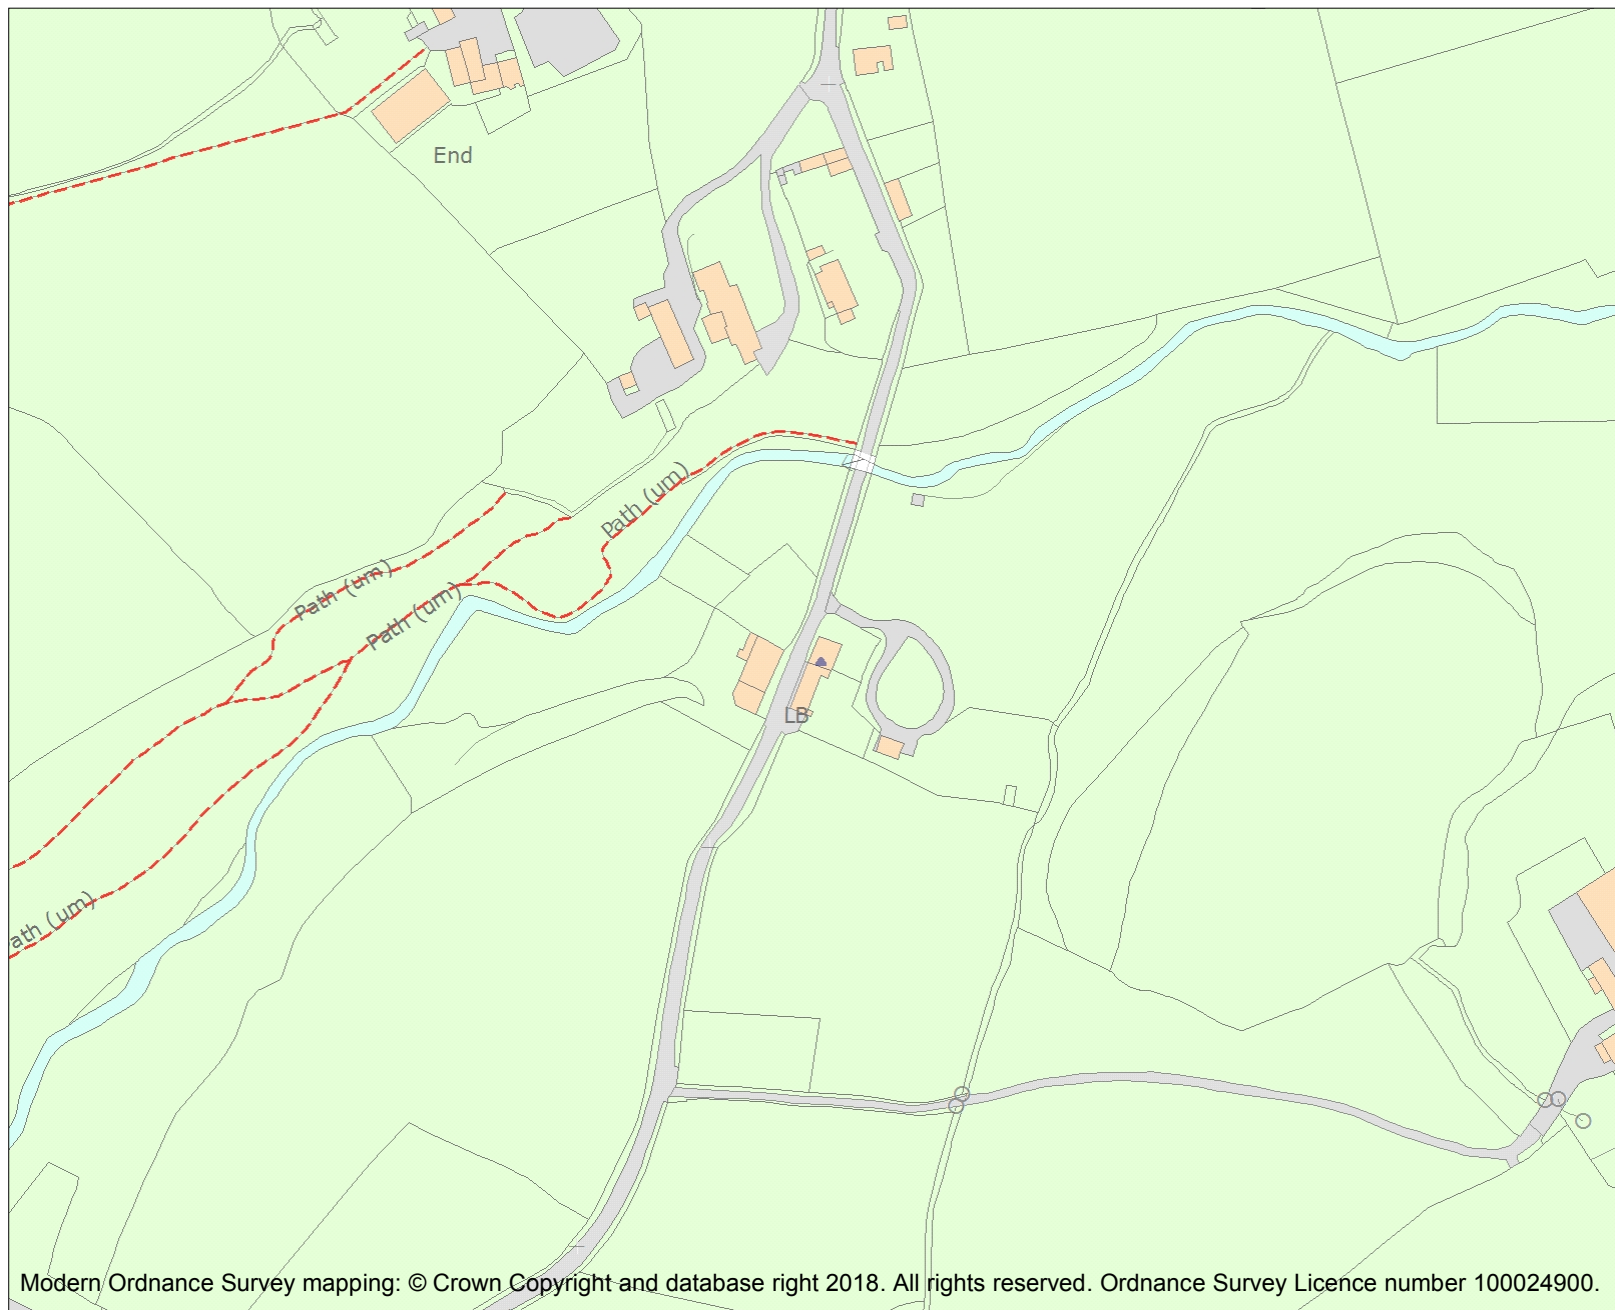 End
Path (um)
Path (um)
Path (um)
LB
ath (um)
Modern Ordnance Survey mapping: © Crown Copyright and database right 2018. All rights reserved. Ordnance Survey Licence number 100024900.